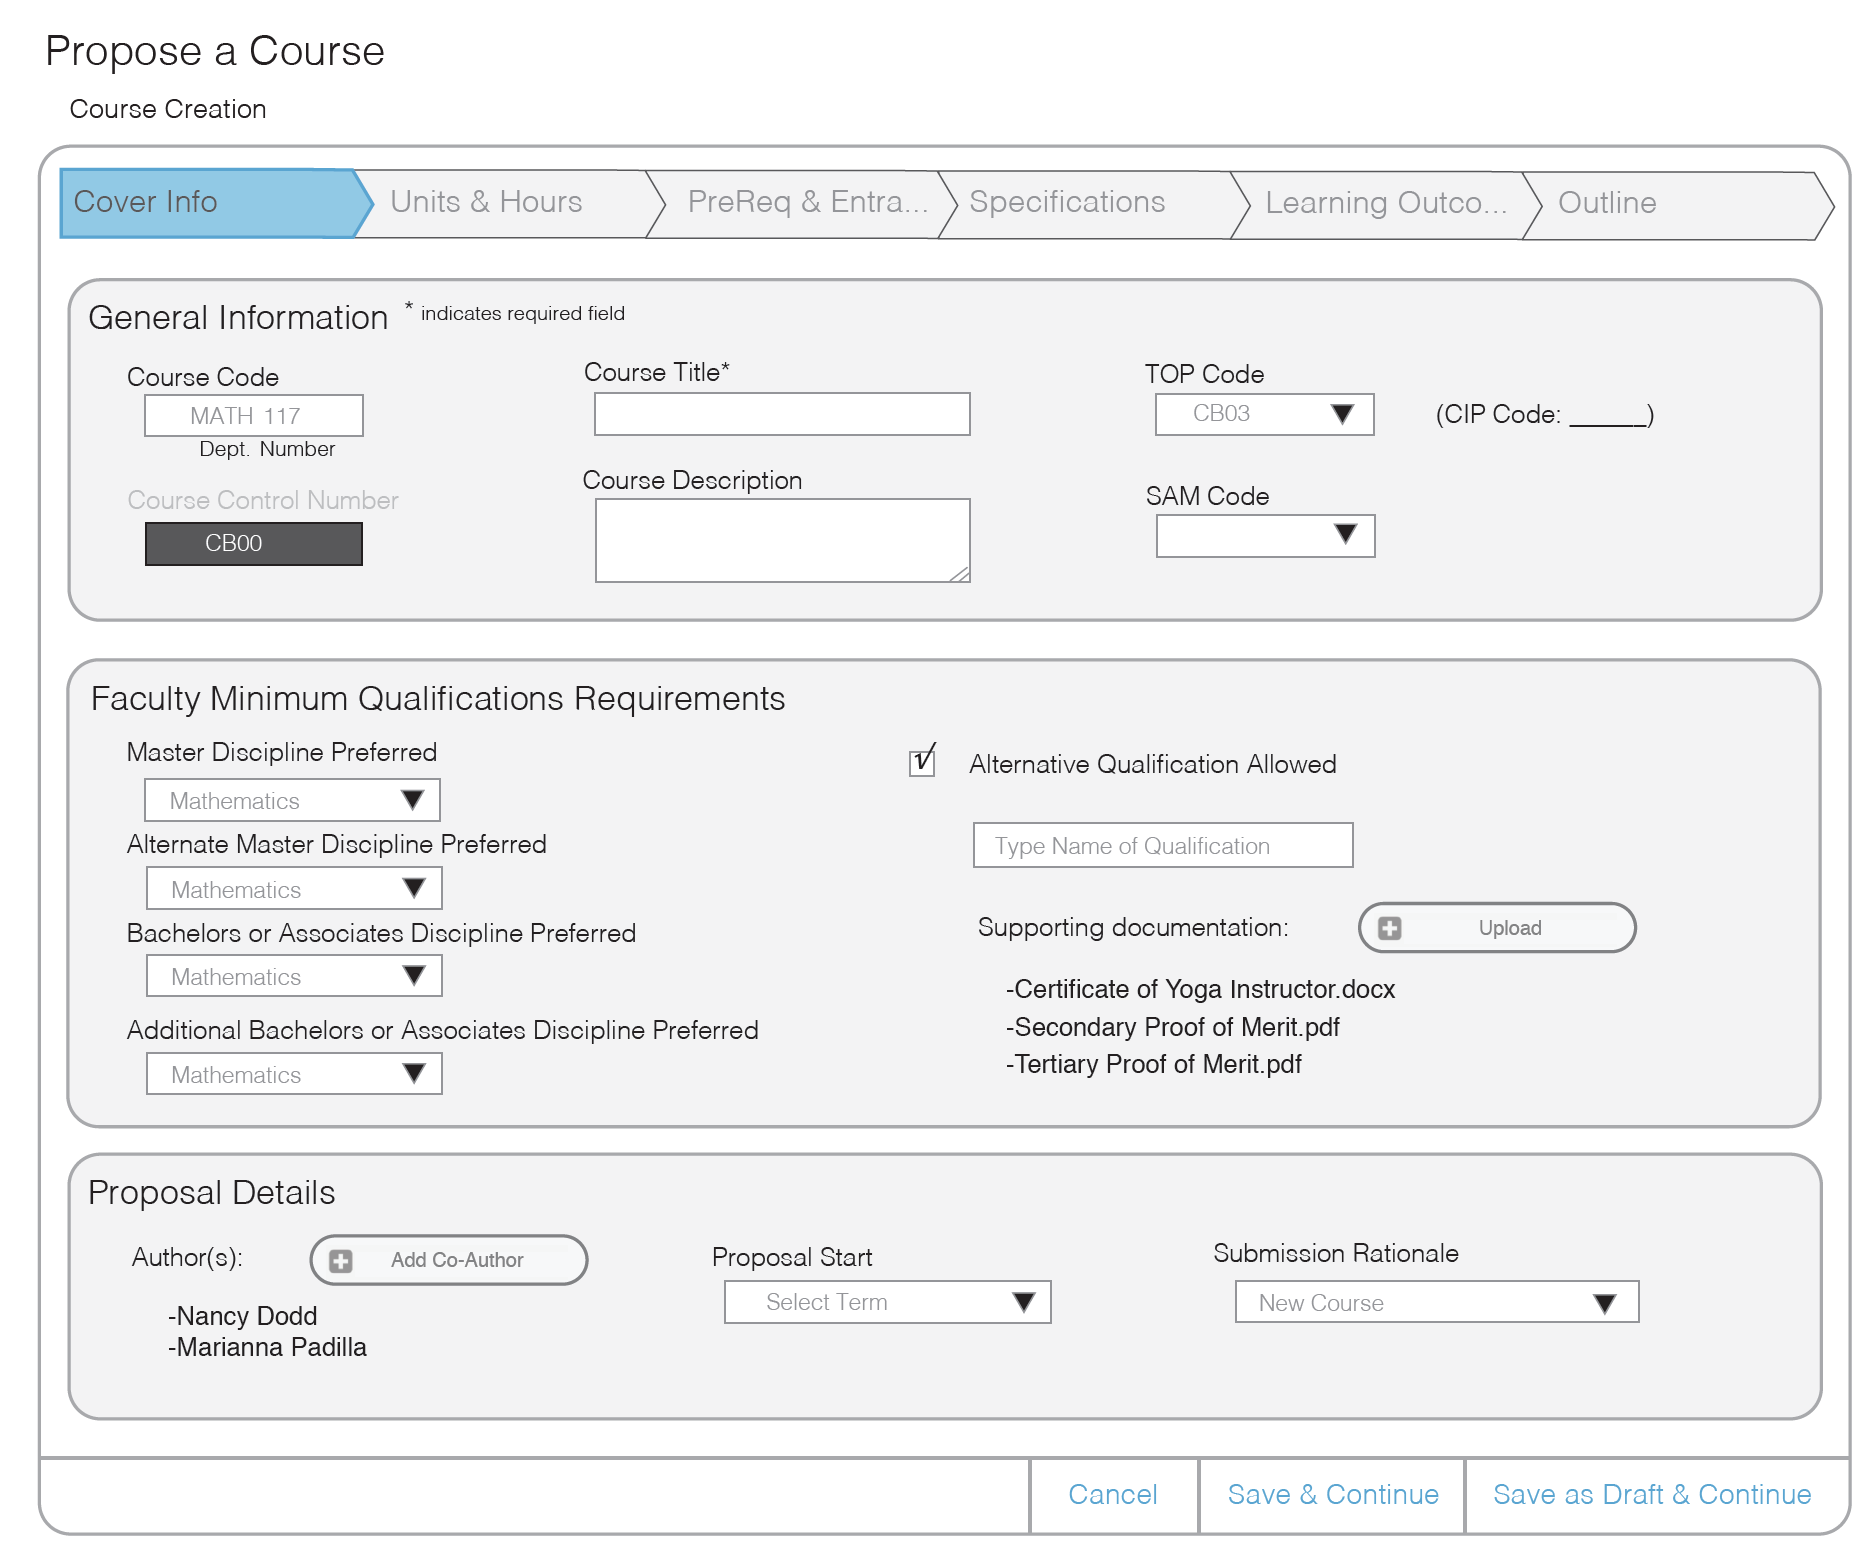 Propose a Course
Course Creation
Cover Info
Units & Hours
PreReq & Entra...
Specifications
Learning Outco...
Outline
General Information * indicates required field
Course Code
MATH 117
Dept. Number
Course Control Number
CB00
Course Title*
Course Description
TOP Code
CB03
(CIP Code: ______)
SAM Code
Faculty Minimum Qualifications Requirements
Master Discipline Preferred
Mathematics
Alternate Master Discipline Preferred
Mathematics
Bachelors or Associates Discipline Preferred
Mathematics
Additional Bachelors or Associates Discipline Preferred
Mathematics
Alternative Qualification Allowed
Type Name of Qualification
Supporting documentation:
Upload
-Certificate of Yoga Instructor.docx
-Secondary Proof of Merit.pdf
-Tertiary Proof of Merit.pdf
Proposal Details
Author(s):
Add Co-Author
-Nancy Dodd
-Marianna Padilla
Proposal Start
Select Term
Submission Rationale
New Course
Cancel
Save & Continue
Save as Draft & Continue